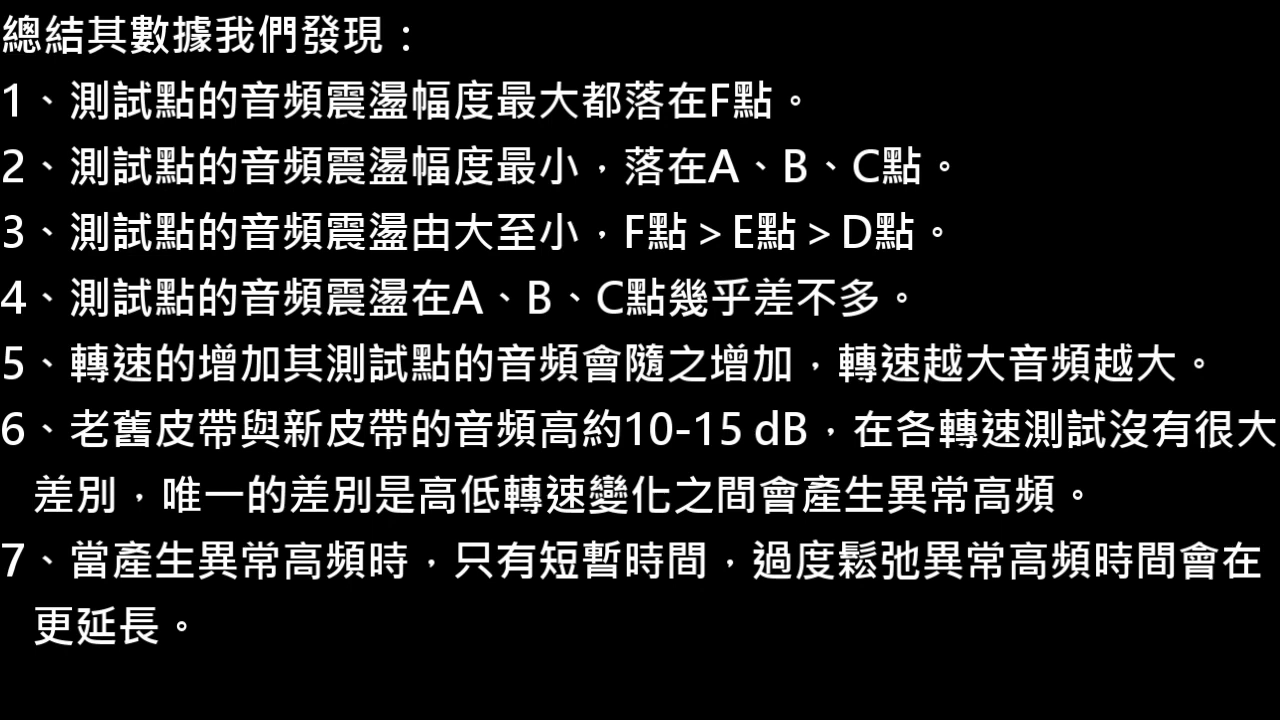 總結其數據我們發現：
1、測試點的音頻震盪幅度最大都落在F點。
2、測試點的音頻震盪幅度最小，落在A、B、C點。
3、測試點的音頻震盪由大至小，F點＞E點＞D點。
4、測試點的音頻震盪在A、B、C點幾乎差不多。
5、轉速的增加其測試點的音頻會隨之增加，轉速越大音頻越大。
6、老舊皮帶與新皮帶的音頻高約10-15 dB，在各轉速測試沒有很大
差別，唯一的差別是高低轉速變化之間會產生異常高頻。
7、當產生異常高頻時，只有短暫時間，過度鬆弛異常高頻時間會在
更延長。